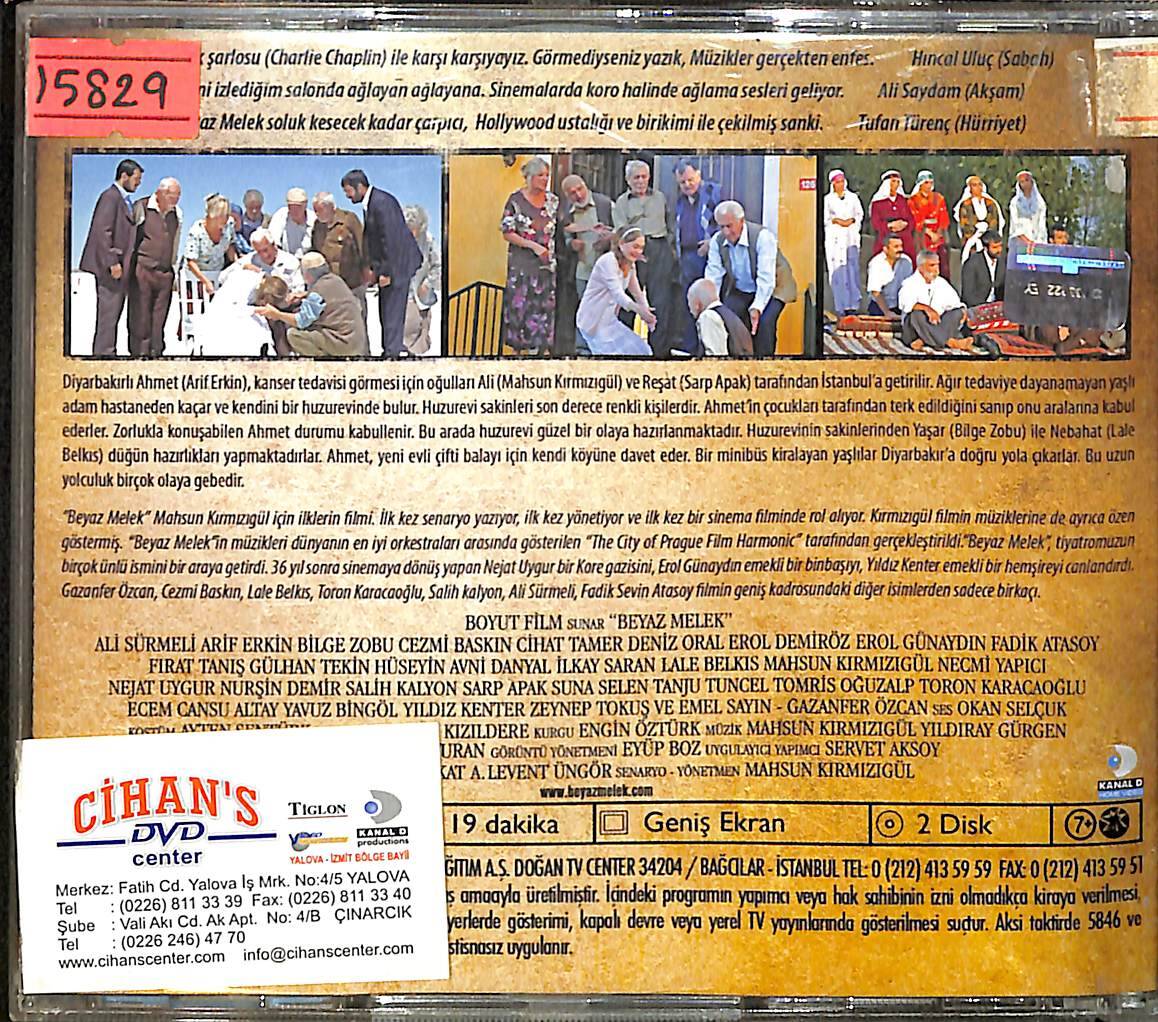 15829
şarlosu (Charlie Chaplin) ile karşı karşıyayız. Görmediyseniz yazık, Müzikler gerçekten enfes. Hıncal Uluç (Sabah)
ni izlediğim salonda ağlayan ağlayana. Sinemalarda koro halinde ağlama sesleri geliyor. Ali Saydam (Akşam)
yaz Melek soluk kesecek kadar çarpıcı, Hollywood ustalığı ve birikimi ile çekilmiş sanki. Tufan Türenç (Hürriyet)
126
Diyarbakırlı Ahmet (Arif Erkin), kanser tedavisi görmesi için oğulları Ali (Mahsun Kırmızıgül) ve Reşat (Sarp Apak) tarafından İstanbul'a getirilir. Ağır tedaviye dayanamayan yaşlı
adam hastaneden kaçar ve kendini bir huzurevinde bulur. Huzurevi sakinleri son derece renkli kişilerdir. Ahmet'in çocukları tarafından terk edildiğini sanıp onu aralarına kabul
ederler. Zorlukla konuşabilen Ahmet durumu kabullenir. Bu arada huzurevi güzel bir olaya hazırlanmaktadır. Huzurevinin sakinlerinden Yaşar (Bilge Zobu) ile Nebahat (Lale
Belkıs) düğün hazırlıkları yapmaktadırlar. Ahmet, yeni evli çifti balayı için kendi köyüne davet eder. Bir minibüs kiralayan yaşlılar Diyarbakır'a doğru yola çıkarlar. Bu uzun
yolculuk birçok olaya gebedir.
"Beyaz Melek" Mahsun Kırmızıgül için ilklerin filmi. İlk kez senaryo yazıyor, ilk kez yönetiyor ve ilk kez bir sinema filminde rol alıyor. Kırmızıgül filmin müziklerine de ayrıca özen
göstermiş. "Beyaz Melek"in müzikleri dünyanın en iyi orkestraları arasında gösterilen "The City of Prague Film Harmonic" tarafından gerçekleştirildi."Beyaz Melek", tiyatromuzun
birçok ünlü ismini bir araya getirdi. 36 yıl sonra sinemaya dönüş yapan Nejat Uygur bir Kore gazisini, Erol Günaydın emekli bir binbaşıyı, Yıldız Kenter emekli bir hemşireyi canlandırdı.
Gazanfer Özcan, Cezmi Baskın, Lale Belkıs, Toron Karacaoğlu, Salih kalyon, Ali Sürmeli, Fadik Sevin Atasoy filmin geniş kadrosundaki diğer isimlerden sadece birkaçı.
BOYUT FİLM SUNAR "BEYAZ MELEK"
ALİ SÜRMELİ ARİF ERKİN BİLGE ZOBU CEZMİ BASKIN CİHAT TAMER DENİZ ORAL EROL DEMİRÖZ EROL GÜNAYDIN FADİK ATASOY
FIRAT TANIŞ GÜLHAN TEKİN HÜSEYİN AVNİ DANYAL İLKAY SARAN LALE BELKIS MAHSUN KIRMIZIGÜL NECMİ YAPICI
NEJAT UYGUR NURŞİN DEMİR SALİH KALYON SARP APAK SUNA SELEN TANJU TUNCEL TOMRİS OĞUZALP TORON KARACAOĞLU
ECEM CANSU ALTAY YAVUZ BİNGÖL YILDIZ KENTER ZEYNEP TOKUŞ VE EMEL SAYIN - GAZANFER ÖZCAN SES OKAN SELÇUK
KOSTÜM AYTEN ŞENTÜRK KIZILDERE KURGU ENGİN ÖZTÜRK MÜZİK MAHSUN KIRMIZIGÜL YILDIRAY GÜRGEN
URAN GÖRÜNTÜ YÖNETMENİ EYÜP BOZ UYGULAYICI YAPIMCI SERVET AKSOY
KAT A. LEVENT ÜNGÖR SENARYO - YÖNETMEN MAHSUN KIRMIZIGÜL
www.beyazmelek.com
KANAL D
HOME VIDEO
19 dakika Geniş Ekran 2 Disk 7+
ĞİTİM A.Ş. DOĞAN TV CENTER 34204 / BAĞCILAR - İSTANBUL TEL: 0 (212) 413 59 59 FAX: 0 (212) 413 59 51
ş amacıyla üretilmiştir. İçindeki programın yapımcı veya hak sahibinin izni olmadıkça kiraya verilmesi,
yerlerde gösterimi, kapalı devre veya yerel TV yayınlarında gösterilmesi suçtur. Aksi taktirde 5846 ve
stisnasız uygulanır.
CİHAN'S
DVD
center
TIGLON
KANAL D
productions
YALOVA - İZMİT BÖLGE BAYİİ
Merkez: Fatih Cd. Yalova İş Mrk. No:4/5 YALOVA
Tel : (0226) 811 33 39 Fax: (0226) 811 33 40
Şube : Vali Akı Cd. Ak Apt. No: 4/B ÇINARCIK
Tel : (0226 246) 47 70
www.cihanscenter.com info@cihanscenter.com